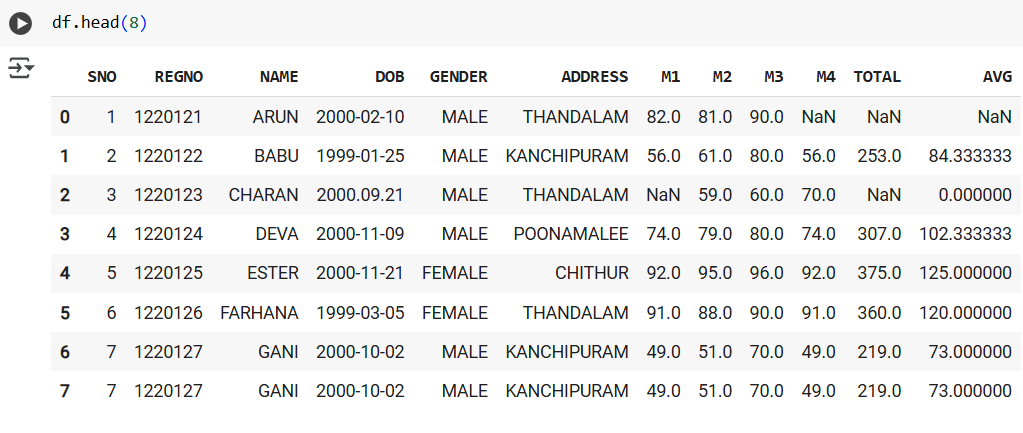 df.head(8)
SNO REGNO NAME DOB GENDER ADDRESS M1 M2 M3 M4 TOTAL AVG
0 1 1220121 ARUN 2000-02-10 MALE THANDALAM 82.0 81.0 90.0 NaN NaN NaN
1 2 1220122 BABU 1999-01-25 MALE KANCHIPURAM 56.0 61.0 80.0 56.0 253.0 84.333333
2 3 1220123 CHARAN 2000.09.21 MALE THANDALAM NaN 59.0 60.0 70.0 NaN 0.000000
3 4 1220124 DEVA 2000-11-09 MALE POONAMALEE 74.0 79.0 80.0 74.0 307.0 102.333333
4 5 1220125 ESTER 2000-11-21 FEMALE CHITHUR 92.0 95.0 96.0 92.0 375.0 125.000000
5 6 1220126 FARHANA 1999-03-05 FEMALE THANDALAM 91.0 88.0 90.0 91.0 360.0 120.000000
6 7 1220127 GANI 2000-10-02 MALE KANCHIPURAM 49.0 51.0 70.0 49.0 219.0 73.000000
7 7 1220127 GANI 2000-10-02 MALE KANCHIPURAM 49.0 51.0 70.0 49.0 219.0 73.000000